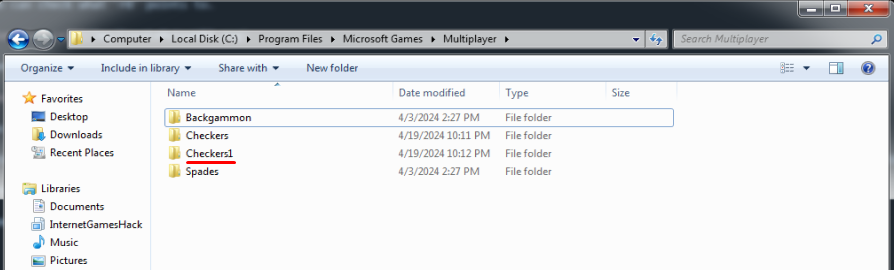 Computer Local Disk (C:) Program Files Microsoft Games Multiplayer Search Multiplayer
Organize Include in library Share with New folder
Name Date modified Type Size
Favorites
Desktop
Downloads
Recent Places
Libraries
Documents
InternetGamesHack
Music
Pictures
Backgammon 4/3/2024 2:27 PM File folder
Checkers 4/19/2024 10:11 PM File folder
Checkers1 4/19/2024 10:12 PM File folder
Spades 4/3/2024 2:27 PM File folder